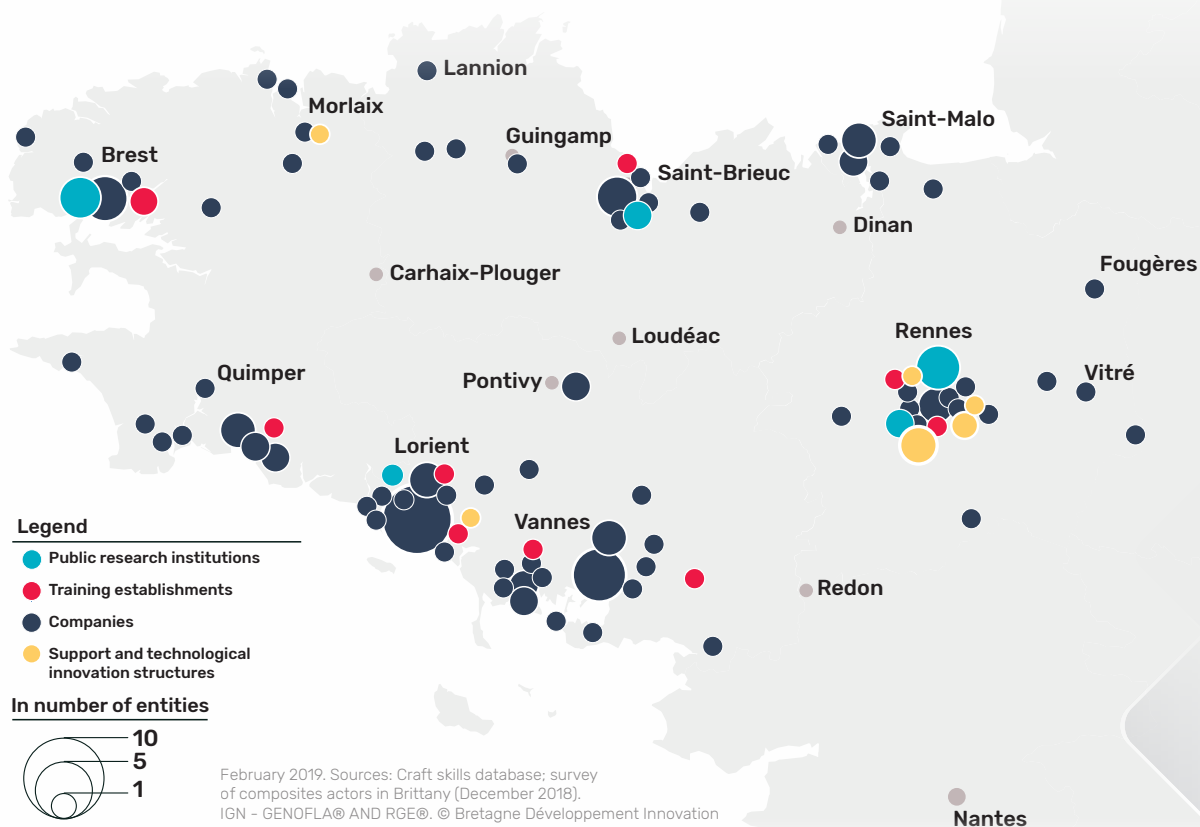 Lannion
Morlaix
Saint-Malo
Guingamp
Brest
Saint-Brieuc
Dinan
Fougères
Carhaix-Plouger
Rennes
Loudéac
Quimper
Pontivy
Vitré
Lorient
Vannes
Redon
Nantes
Legend
Public research institutions
Training establishments
Companies
Support and technological
innovation structures
In number of entities
10
5
1
February 2019. Sources: Craft skills database; survey
of composites actors in Brittany (December 2018).
IGN - GENOFLA® AND RGE®. © Bretagne Développement Innovation